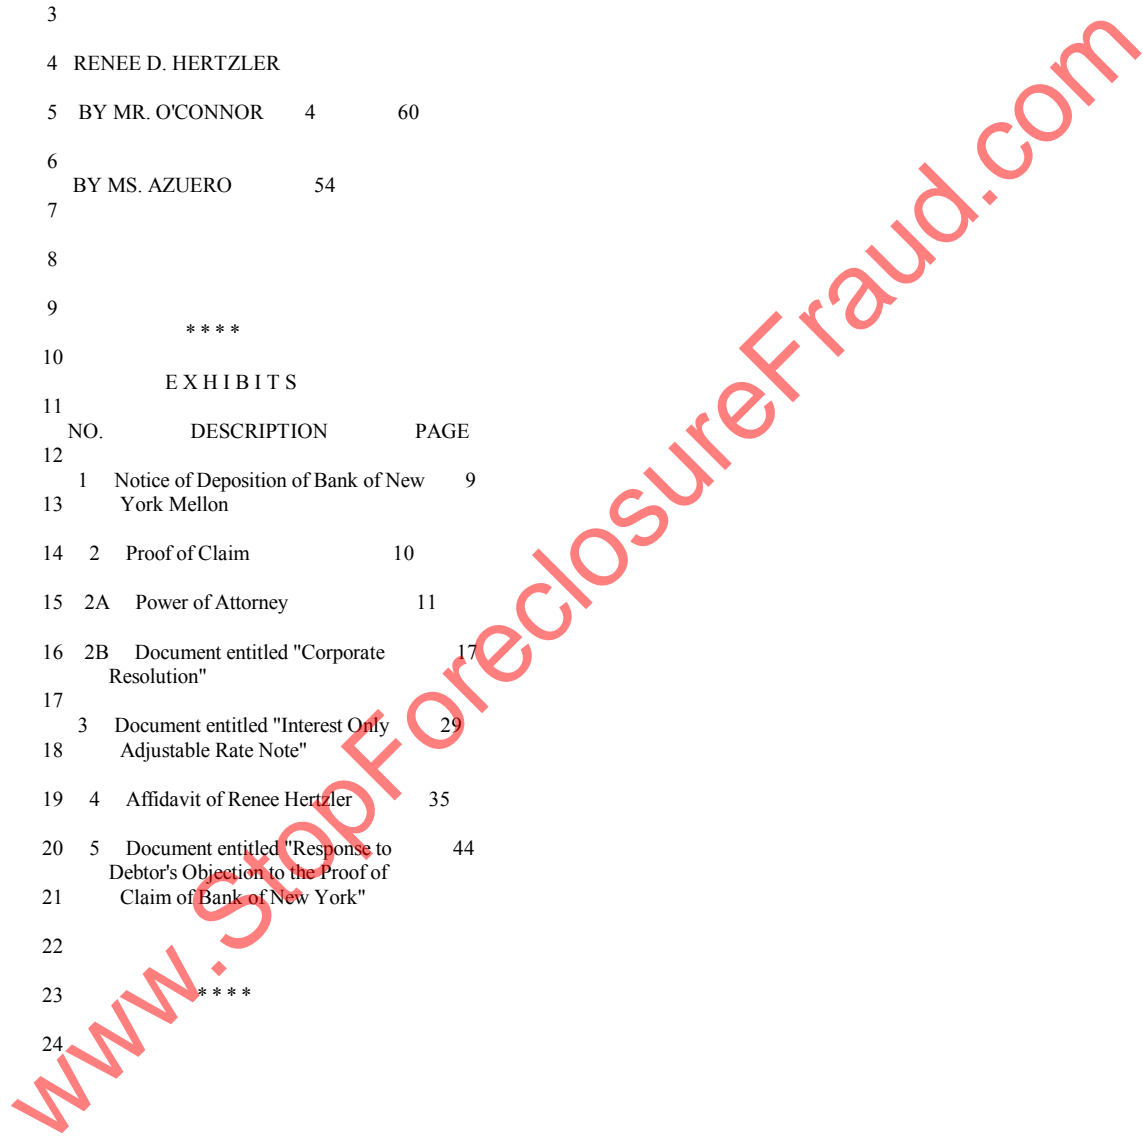 3
4 RENEE D. HERTZLER
5 BY MR. O'CONNOR 4 60
6
BY MS. AZUERO 54
7
8
9
* * * *
10
E X H I B I T S
11
NO. DESCRIPTION PAGE
12
1 Notice of Deposition of Bank of New 9
13 York Mellon
14 2 Proof of Claim 10
15 2A Power of Attorney 11
16 2B Document entitled "Corporate 17
Resolution"
17
3 Document entitled "Interest Only 29
18 Adjustable Rate Note"
19 4 Affidavit of Renee Hertzler 35
20 5 Document entitled "Response to 44
Debtor's Objection to the Proof of
21 Claim of Bank of New York"
22
23 * * * *
24
www.StopForeclosureFraud.com